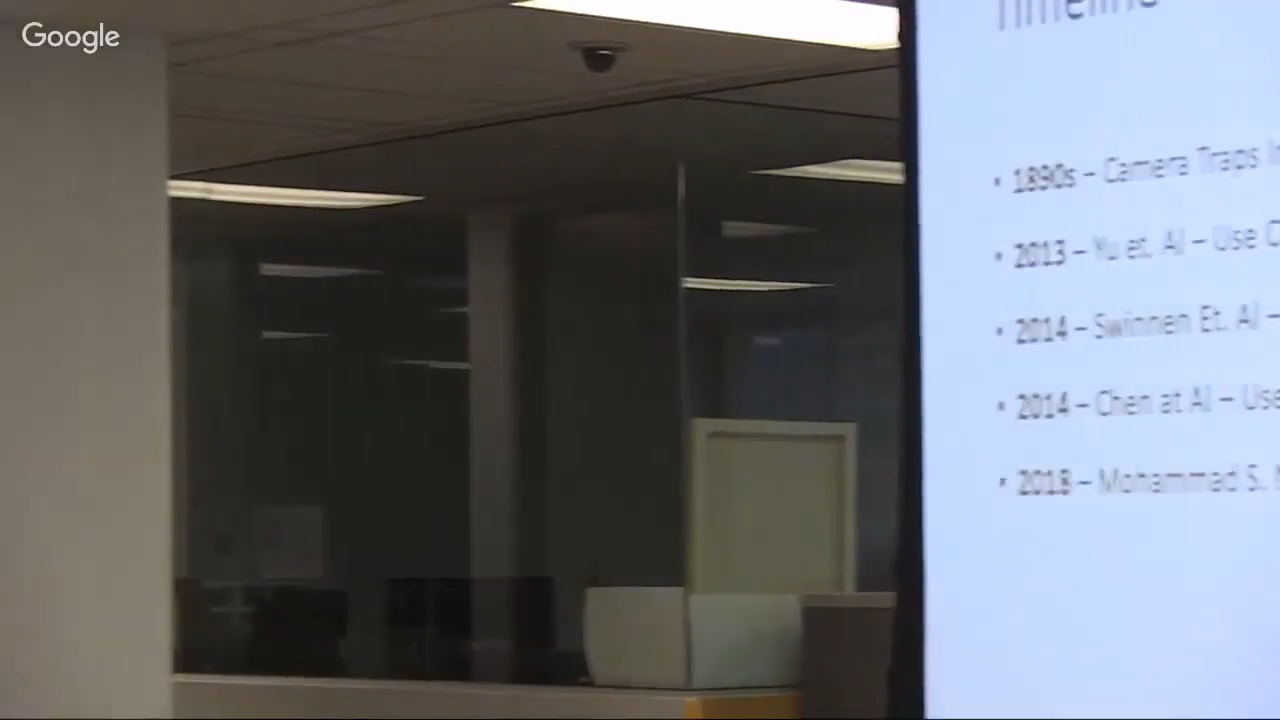 Google
Timeline
• 1890s – Camera Traps
• 2013 – Yu et. Al – Use
• 2014 – Swinnen Et. Al –
• 2014 – Chen at Al – Use
• 2018 – Mohammad S.